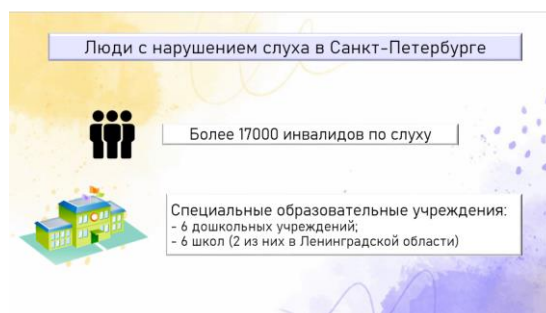 Люди с нарушением слуха в Санкт-Петербурге
Более 17000 инвалидов по слуху
Специальные образовательные учреждения:
- 6 дошкольных учреждений;
- 6 школ (2 из них в Ленинградской области)